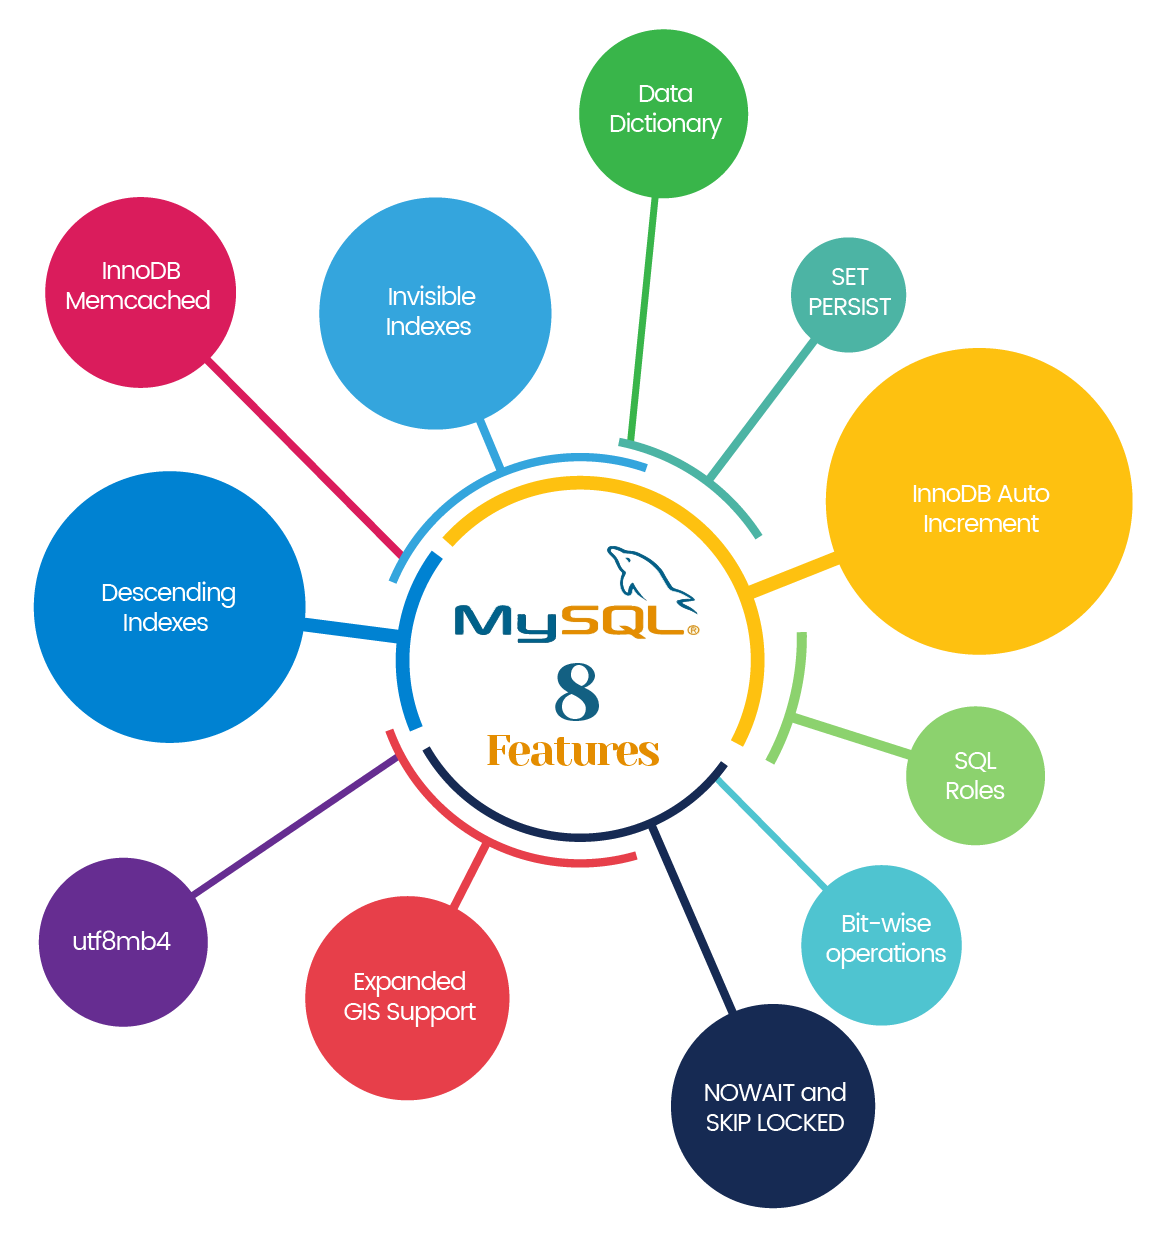 Data
Dictionary
InnoDB
Memcached
Invisible
Indexes
SET
PERSIST
InnoDB Auto
Increment
Descending
Indexes
MySQL®
8
Features
SQL
Roles
utf8mb4
Bit-wise
operations
Expanded
GIS Support
NOWAIT and
SKIP LOCKED